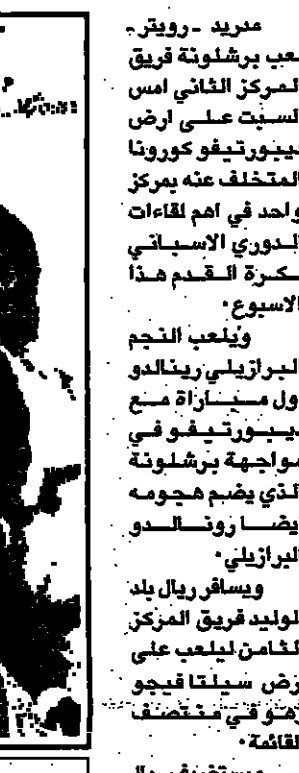 مدريد - رويتر -
لعب برشلونة فريق
المركز الثاني امس
السبت على ارض
ديبورتيفو كورونا
المتخلف عنه بمركز
واحد في اهم لقاءات
الدوري الاسباني
لكرة القدم هذا
الاسبوع.
ويلعب النجم
البرازيلي رينالدو
اول مباراة مع
ديبورتيفو في
مواجهة برشلونة
الذي يضم هجومه
ايضا رونالدو
البرازيلي.
ويسافر ريال بلد
الوليد فريق المركز
الثامن ليلعب على
ارض سيلتا فيجو
وهو في منتصف
القائمة.